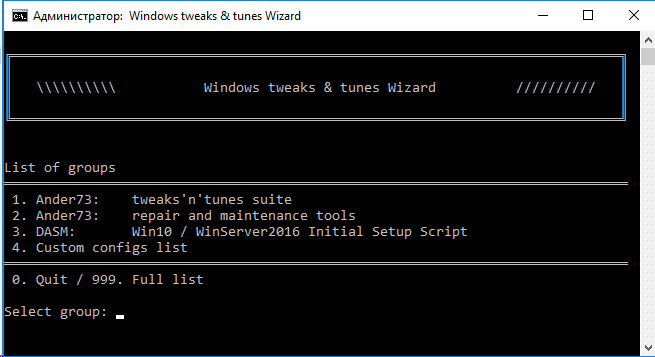 Администратор: Windows tweaks & tunes Wizard
\\\\\\\\\\ Windows tweaks & tunes Wizard //////////
List of groups
1. Ander73: tweaks'n'tunes suite
2. Ander73: repair and maintenance tools
3. DASM: Win10 / WinServer2016 Initial Setup Script
4. Custom configs list
0. Quit / 999. Full list
Select group: